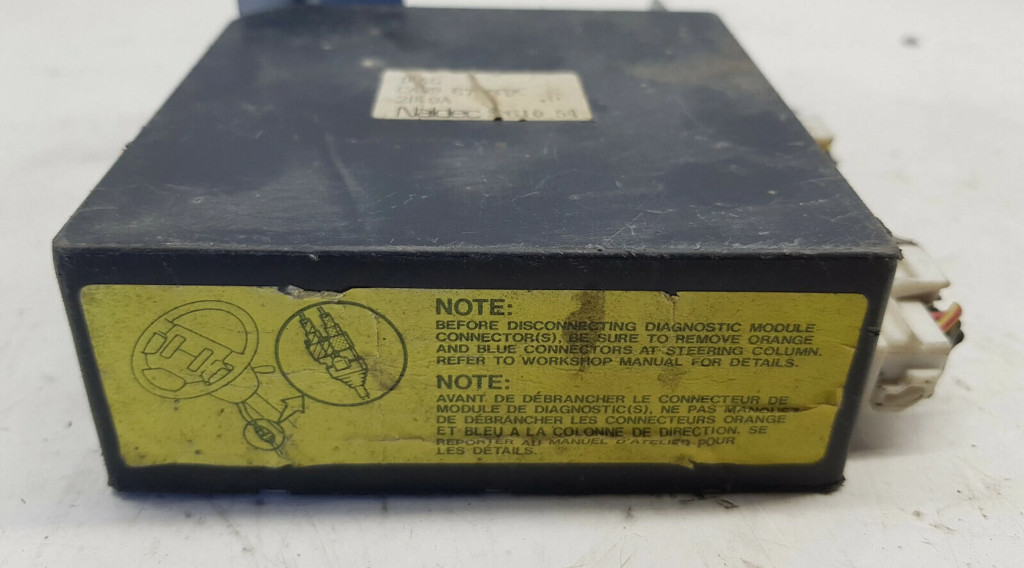 Naldec
NOTE:
BEFORE DISCONNECTING DIAGNOSTIC MODULE
CONNECTOR(S), BE SURE TO REMOVE ORANGE
AND BLUE CONNECTORS AT STEERING COLUMN.
REFER TO WORKSHOP MANUAL FOR DETAILS.
NOTE:
AVANT DE DÉBRANCHER LE CONNECTEUR DE
MODULE DE DIAGNOSTIC(S), NE PAS MANQUER
DE DÉBRANCHER LES CONNECTEURS ORANGE
ET BLEU A LA COLONNE DE DIRECTION. SE
REPORTER AU MANUEL D'ATELIER POUR
LES DÉTAILS.